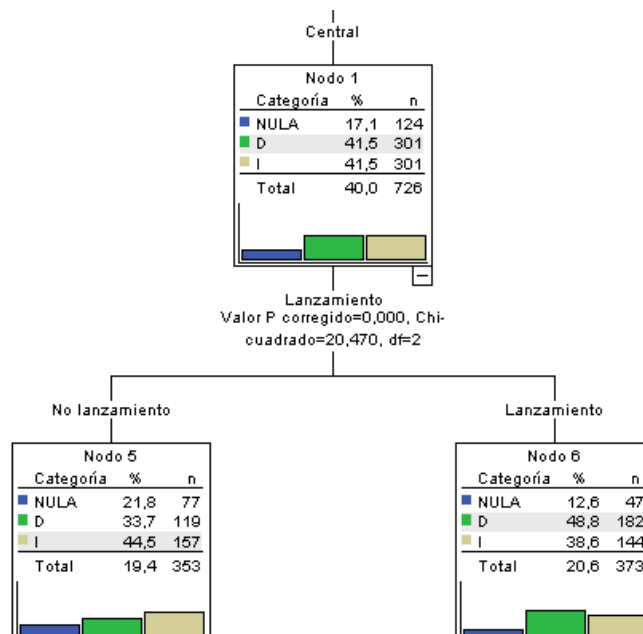 Central
Nodo 1
Categoría % n
NULA 17,1 124
D 41,5 301
I 41,5 301
Total 40,0 726
Lanzamiento
Valor P corregido=0,000, Chi-
cuadrado=20,470, df=2
No lanzamiento
Lanzamiento
Nodo 5
Categoría % n
NULA 21,8 77
D 33,7 119
I 44,5 157
Total 19,4 353
Nodo 6
Categoría % n
NULA 12,6 47
D 48,8 182
I 38,6 144
Total 20,6 373